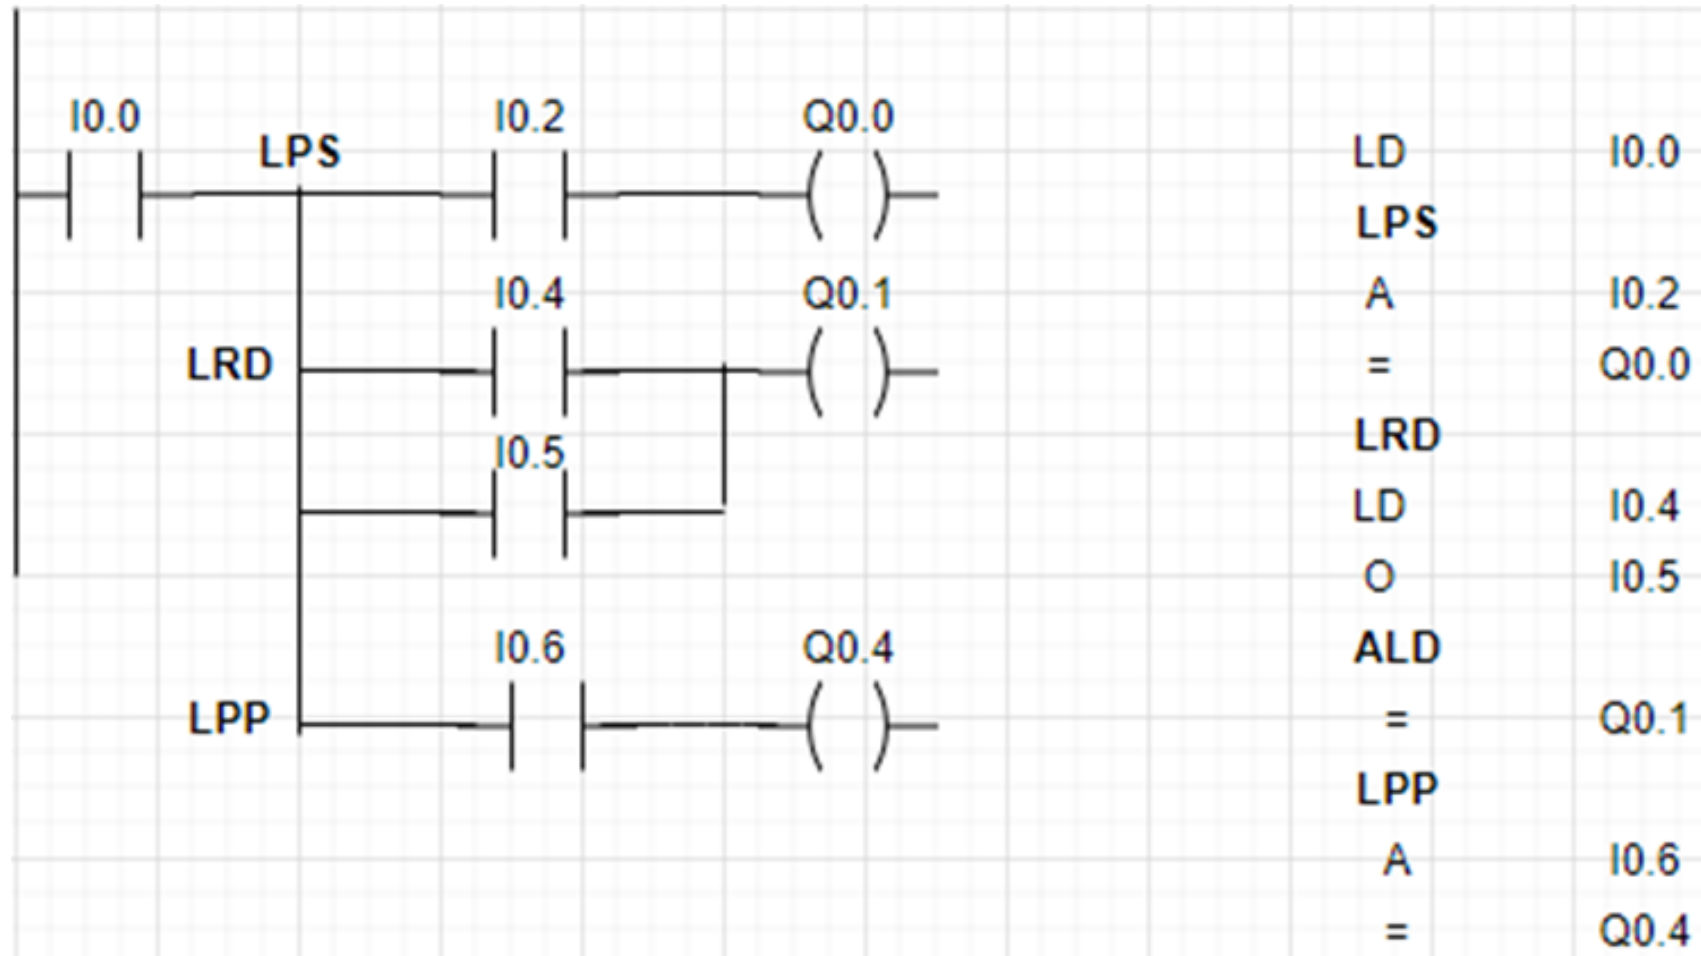 I0.0 I0.2 Q0.0
LPS
I0.4 Q0.1
LRD
I0.5
I0.6 Q0.4
LPP
LD I0.0
LPS
A I0.2
= Q0.0
LRD
LD I0.4
O I0.5
ALD
= Q0.1
LPP
A I0.6
= Q0.4